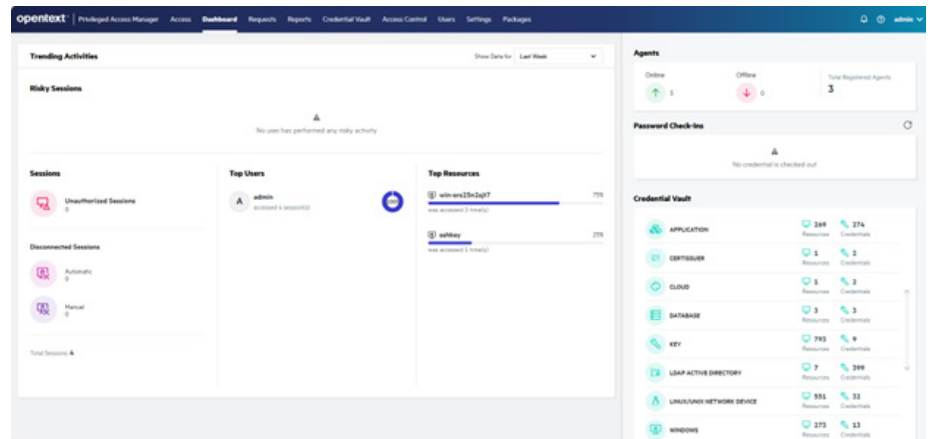 opentext™ | Privileged Access Manager Access Dashboard Requests Reports Credential Vault Access Control Users Settings Packages admin
Trending Activities
Show Data for Last Week
Risky Sessions
No user has performed any risky activity
Sessions
Unauthorized Sessions
0
Disconnected Sessions
Automatic
0
Manual
0
Total Sessions: 4
Top Users
A admin
accessed 4 session(s)
100%
Top Resources
75%
was accessed 3 time(s)
sshkey 25%
was accessed 1 time(s)
Agents
Online
3
Offline
0
Total Registered Agents
3
Password Check-Ins
No credential is checked out
Credential Vault
APPLICATION 269 Resources 274 Credentials
CERTISSUER 1 Resources 2 Credentials
CLOUD Resources Credentials
DATABASE 3 Resources 3 Credentials
KEY 793 Resources 9 Credentials
LDAP ACTIVE DIRECTORY 7 Resources Credentials
LINUX/UNIX NETWORK DEVICE Resources 32 Credentials
WINDOWS 273 Resources 13 Credentials